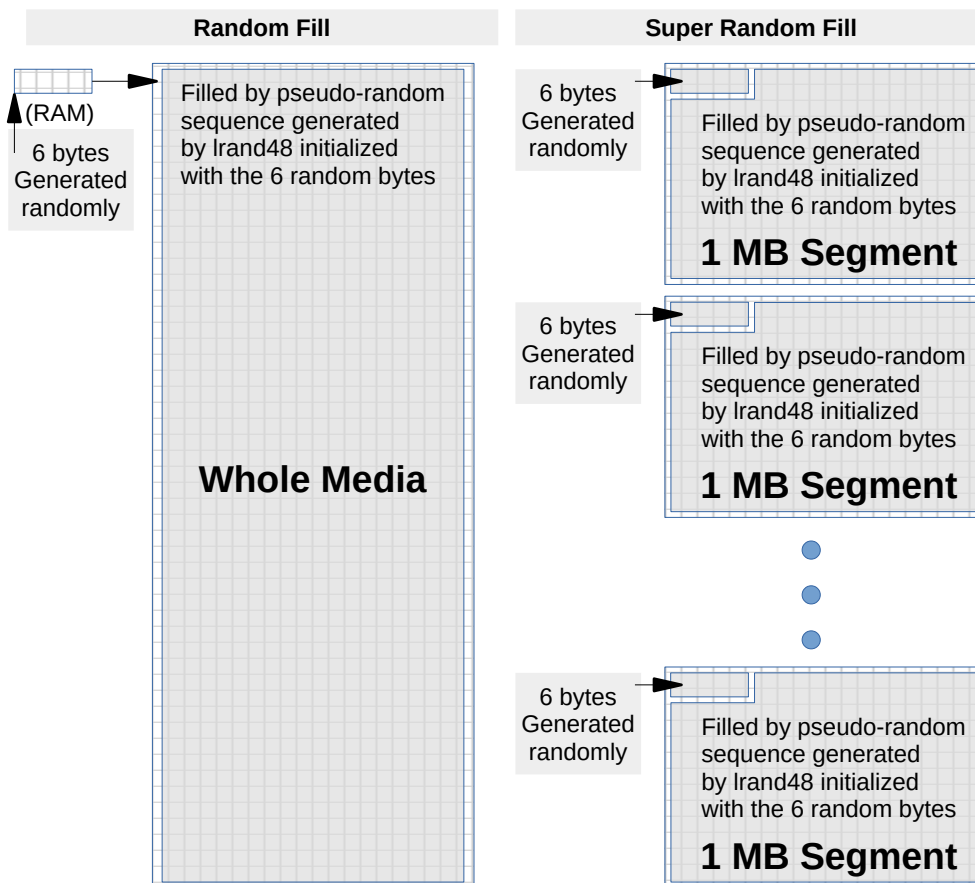 Random Fill
(RAM)
6 bytes
Generated
randomly
Filled by pseudo-random
sequence generated
by lrand48 initialized
with the 6 random bytes
Whole Media
Super Random Fill
6 bytes
Generated
randomly
Filled by pseudo-random
sequence generated
by lrand48 initialized
with the 6 random bytes
1 MB Segment
6 bytes
Generated
randomly
Filled by pseudo-random
sequence generated
by lrand48 initialized
with the 6 random bytes
1 MB Segment
6 bytes
Generated
randomly
Filled by pseudo-random
sequence generated
by lrand48 initialized
with the 6 random bytes
1 MB Segment